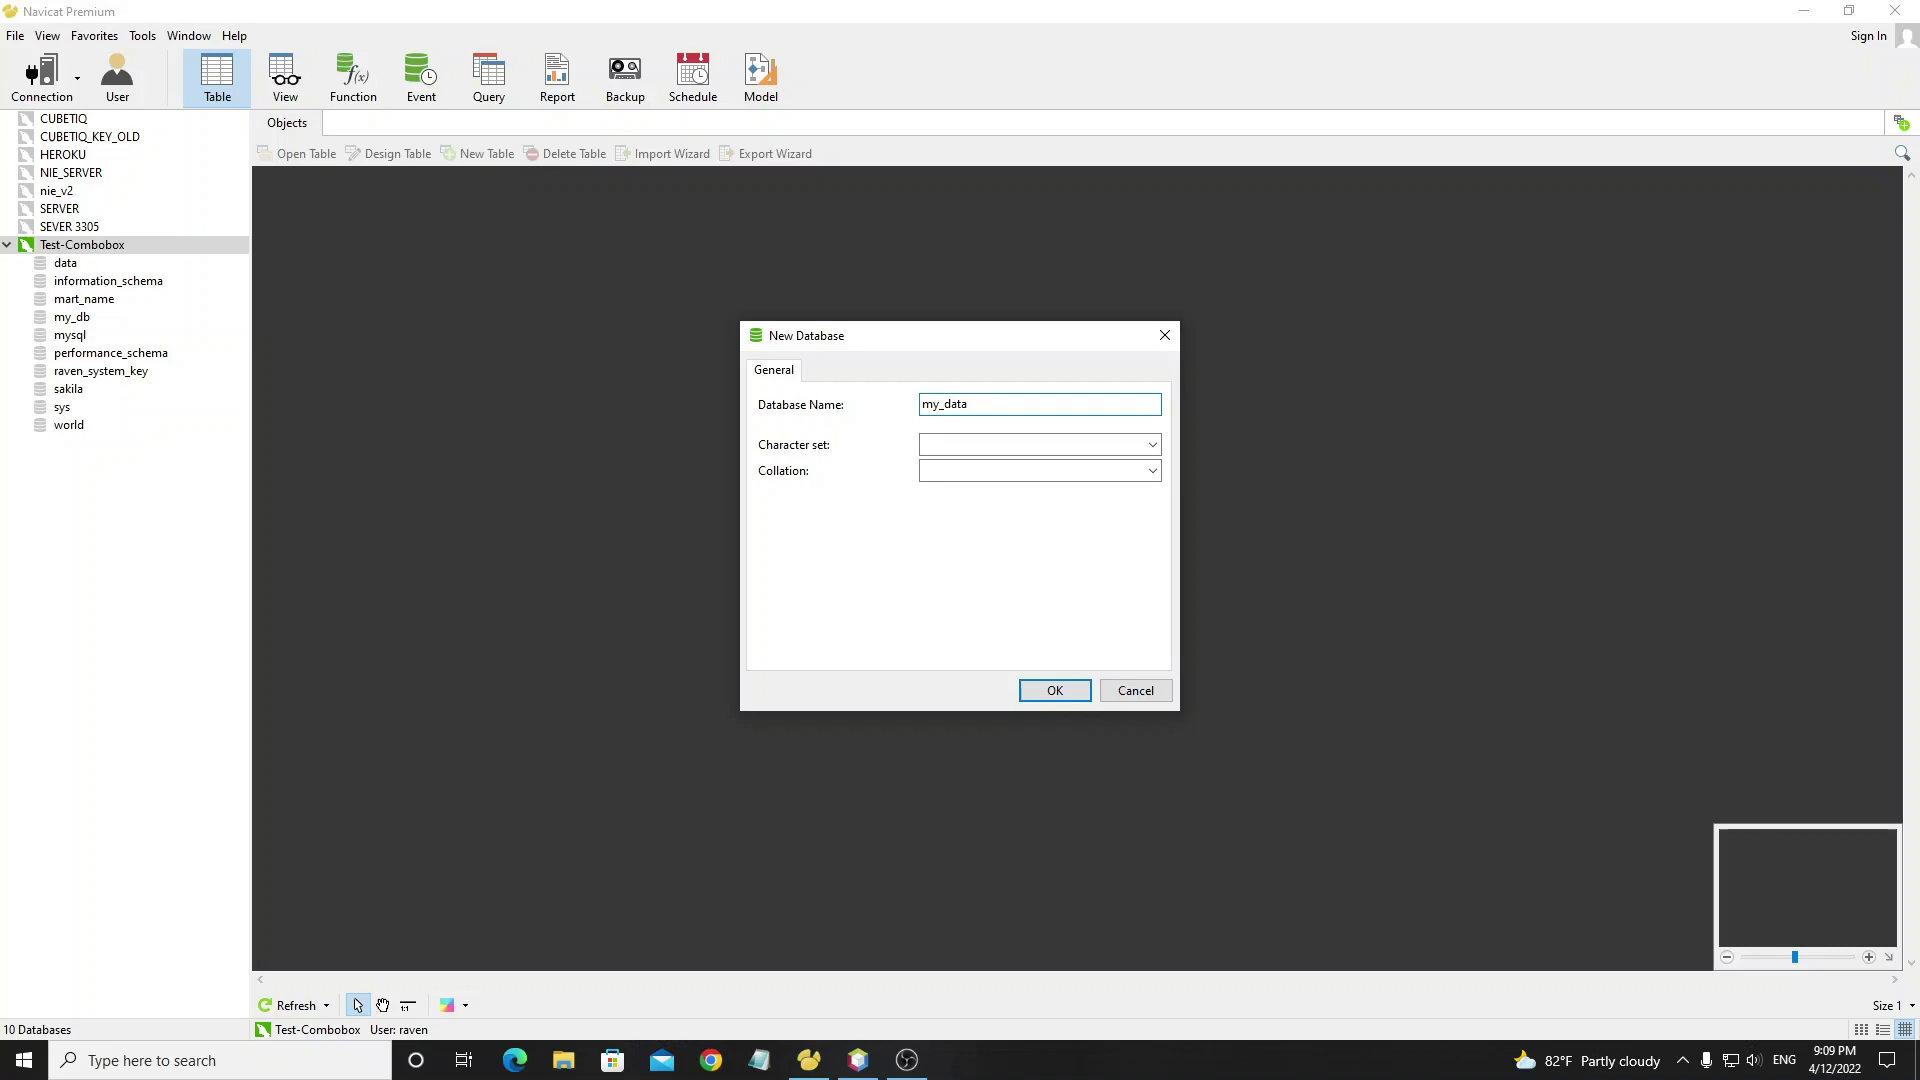 Navicat Premium
File View Favorites Tools Window Help
Sign In
Connection User Table View Function Event Query Report Backup Schedule Model
f(x)
CUBETIQ
CUBETIQ_KEY_OLD
HEROKU
NIE_SERVER
nie_v2
SERVER
SEVER 3305
Test-Combobox
data
information_schema
mart_name
my_db
mysql
performance_schema
raven_system_key
sakila
sys
world
Objects
Open Table Design Table New Table Delete Table Import Wizard Export Wizard
New Database
General
Database Name: my_data
Character set:
Collation:
OK Cancel
Refresh
1:1
Size 1
10 Databases
Test-Combobox User: raven
Type here to search
82°F Partly cloudy
ENG
9:09 PM
4/12/2022